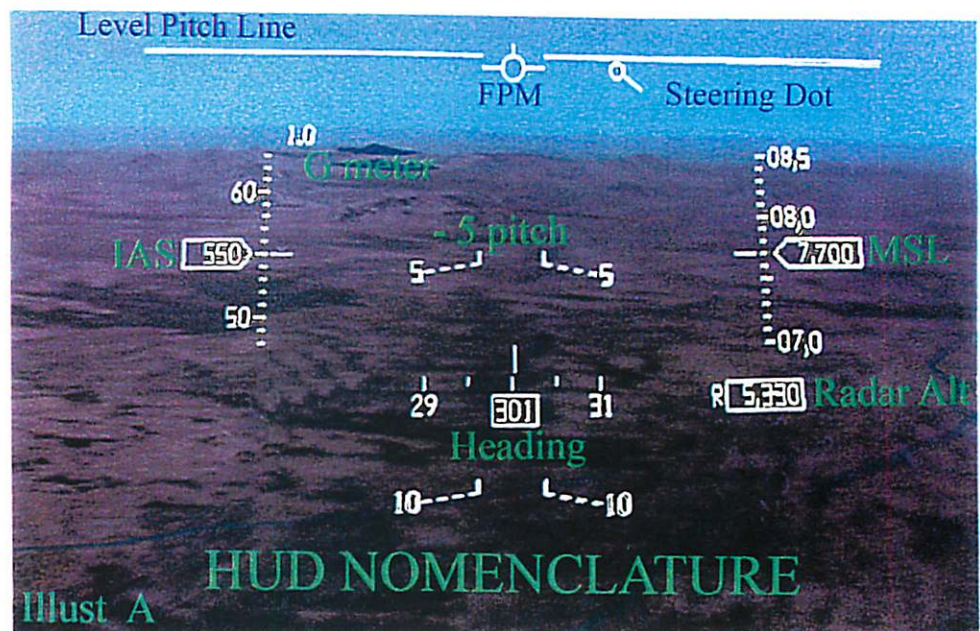 Level Pitch Line
FPM
Steering Dot
1.0
G meter
08,5
60
08,0
- 5 pitch
IAS 550
7,700 MSL
5 5
50
07,0
R 5,330 Radar Alt
29 301 31
Heading
10 10
HUD NOMENCLATURE
Illust A